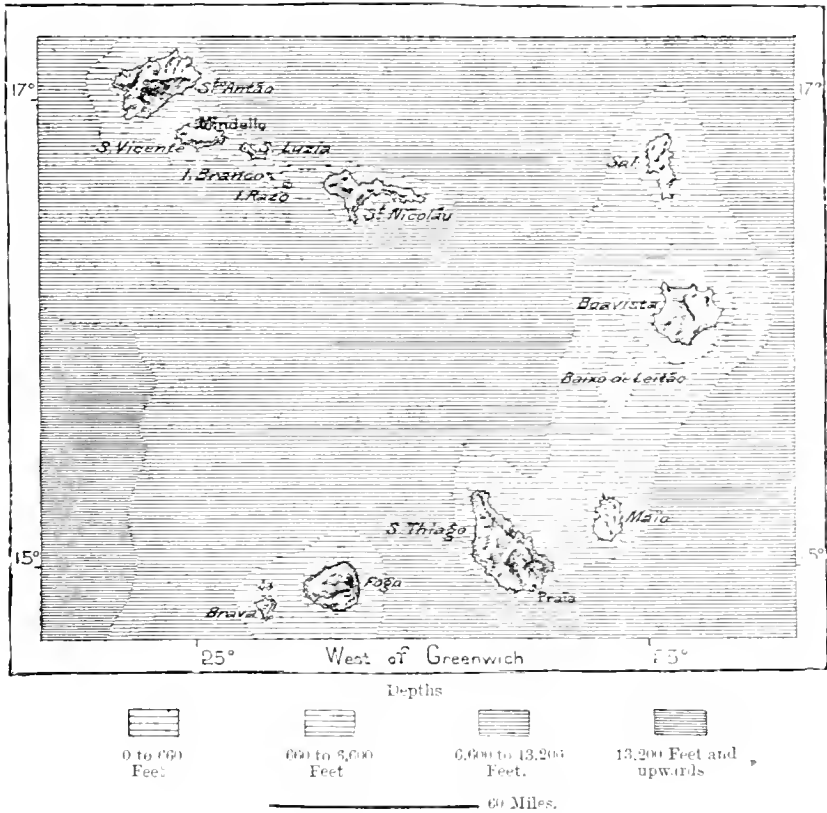 17°
17°
Sto. Antão
Mindello
S. Vicente
S. Luzia
I. Branco
I. Razo
St. Nicoláu
Sal
Boavista
Baixo de Leitão
S. Thiago
Maio
15°
5°
Fogo
Brava
Praia
25°
West of Greenwich
Depths
0 to 660
Feet
660 to 6,600
Feet
6,600 to 13,200
Feet.
13,200 Feet and
upwards
60 Miles.